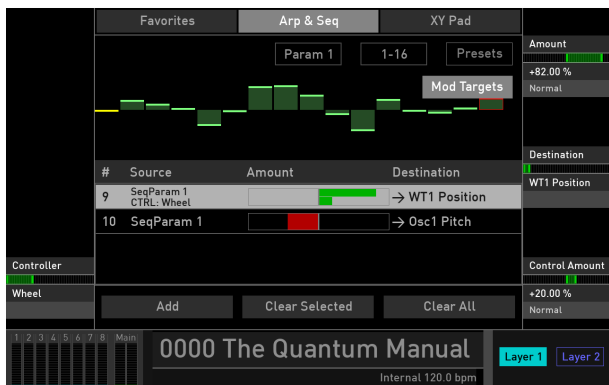 Favorites
Arp & Seq
XY Pad
Param 1
1-16
Presets
Mod Targets
Amount
+82.00 %
Normal
Destination
WT1 Position
# Source Amount Destination
9 SeqParam 1
CTRL: Wheel
→ WT1 Position
10 SeqParam 1 → Osc1 Pitch
Controller
Wheel
Control Amount
+20.00 %
Normal
Add
Clear Selected
Clear All
1 2 3 4 5 6 7 8 Main
0000 The Quantum Manual
Internal 120.0 bpm
Layer 1
Layer 2